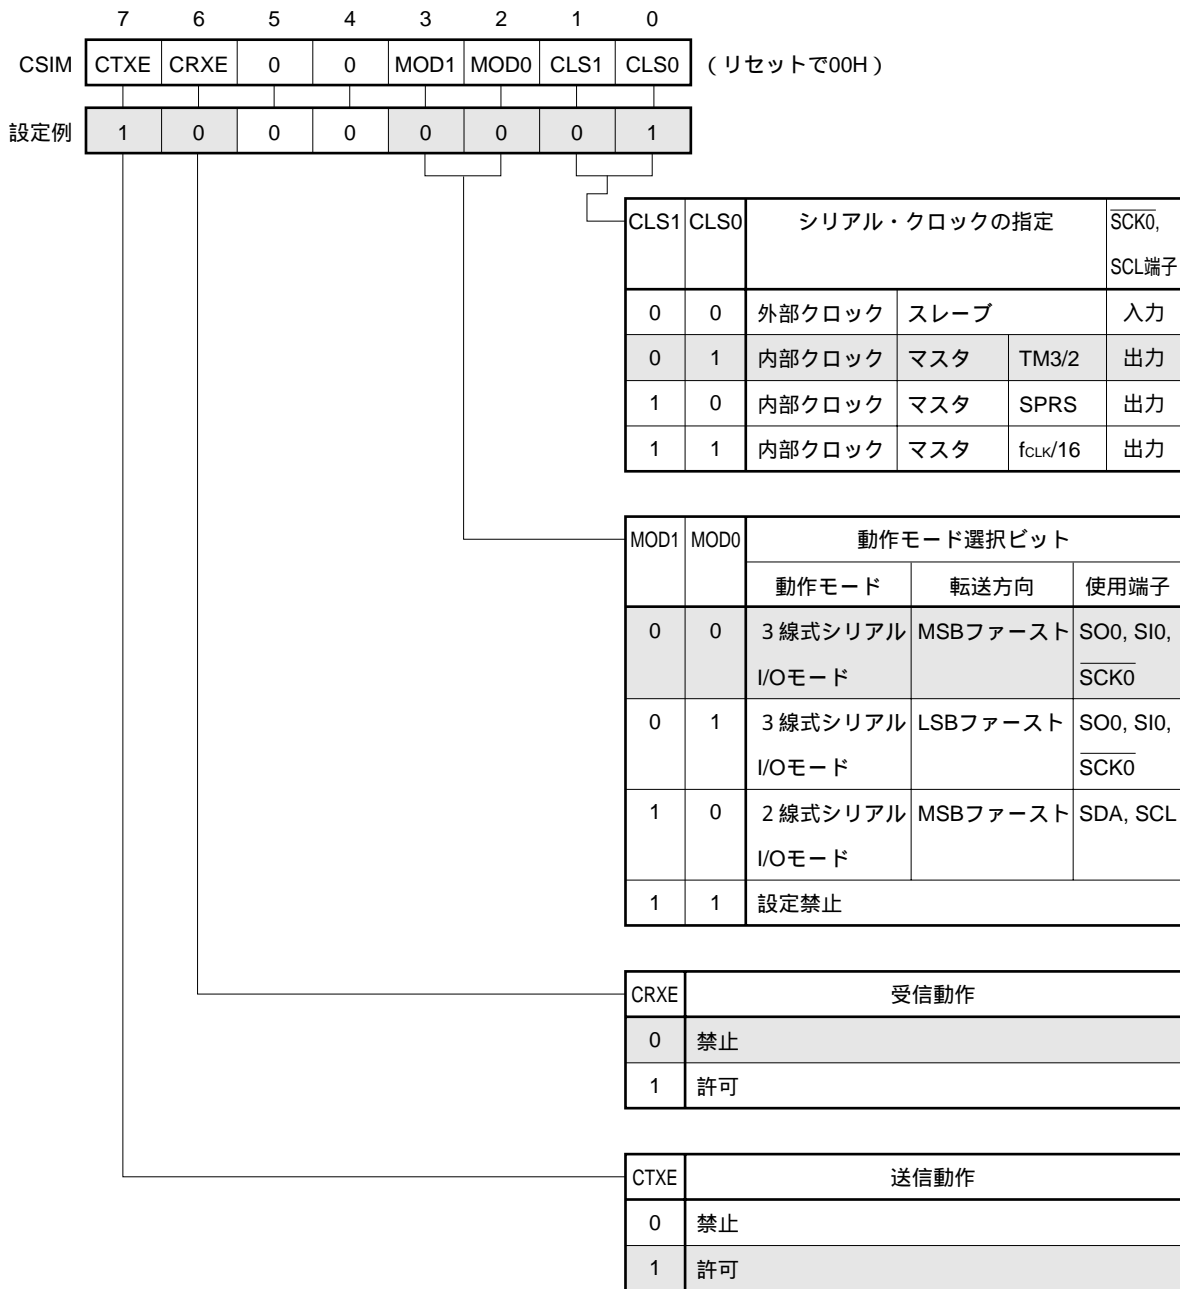 7 6 5 4 3 2 1 0
CSIM CTXE CRXE 0 0 MOD1 MOD0 CLS1 CLS0 (リセットで00H)
設定例 1 0 0 0 0 0 0 1
CLS1 CLS0 シリアル・クロックの指定 SCK0,
SCL端子
0 0 外部クロック スレーブ 入力
0 1 内部クロック マスタ TM3/2 出力
1 0 内部クロック マスタ SPRS 出力
1 1 内部クロック マスタ fCLK/16 出力
MOD1 MOD0 動作モード選択ビット
動作モード 転送方向 使用端子
0 0 3線式シリアル MSBファースト SO0, SI0,
I/Oモード SCK0
0 1 3線式シリアル LSBファースト SO0, SI0,
I/Oモード SCK0
1 0 2線式シリアル MSBファースト SDA, SCL
I/Oモード
1 1 設定禁止
CRXE 受信動作
0 禁止
1 許可
CTXE 送信動作
0 禁止
1 許可